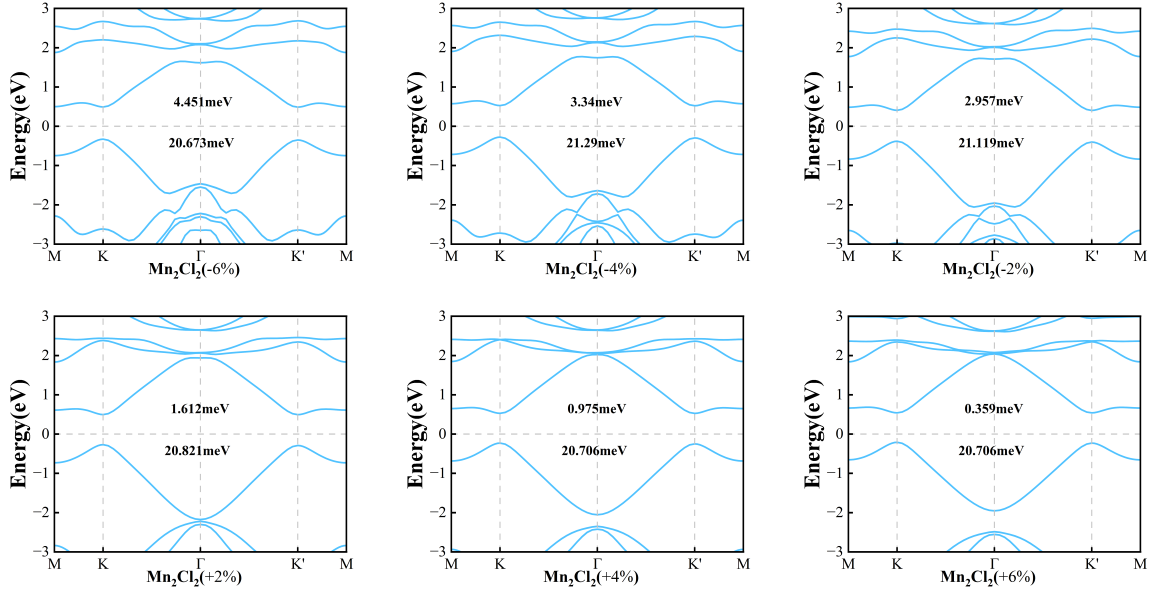 3
2
1
0
−1
−2
−3
Energy(eV)
4.451meV
20.673meV
M K Γ K' M
Mn₂Cl₂(-6%)
3
2
1
0
−1
−2
−3
Energy(eV)
3.34meV
21.29meV
M K Γ K' M
Mn₂Cl₂(-4%)
3
2
1
0
−1
−2
−3
Energy(eV)
2.957meV
21.119meV
M K Γ K' M
Mn₂Cl₂(-2%)
3
2
1
0
−1
−2
−3
Energy(eV)
1.612meV
20.821meV
M K Γ K' M
Mn₂Cl₂(+2%)
3
2
1
0
−1
−2
−3
Energy(eV)
0.975meV
20.706meV
M K Γ K' M
Mn₂Cl₂(+4%)
3
2
1
0
−1
−2
−3
Energy(eV)
0.359meV
20.706meV
M K Γ K' M
Mn₂Cl₂(+6%)